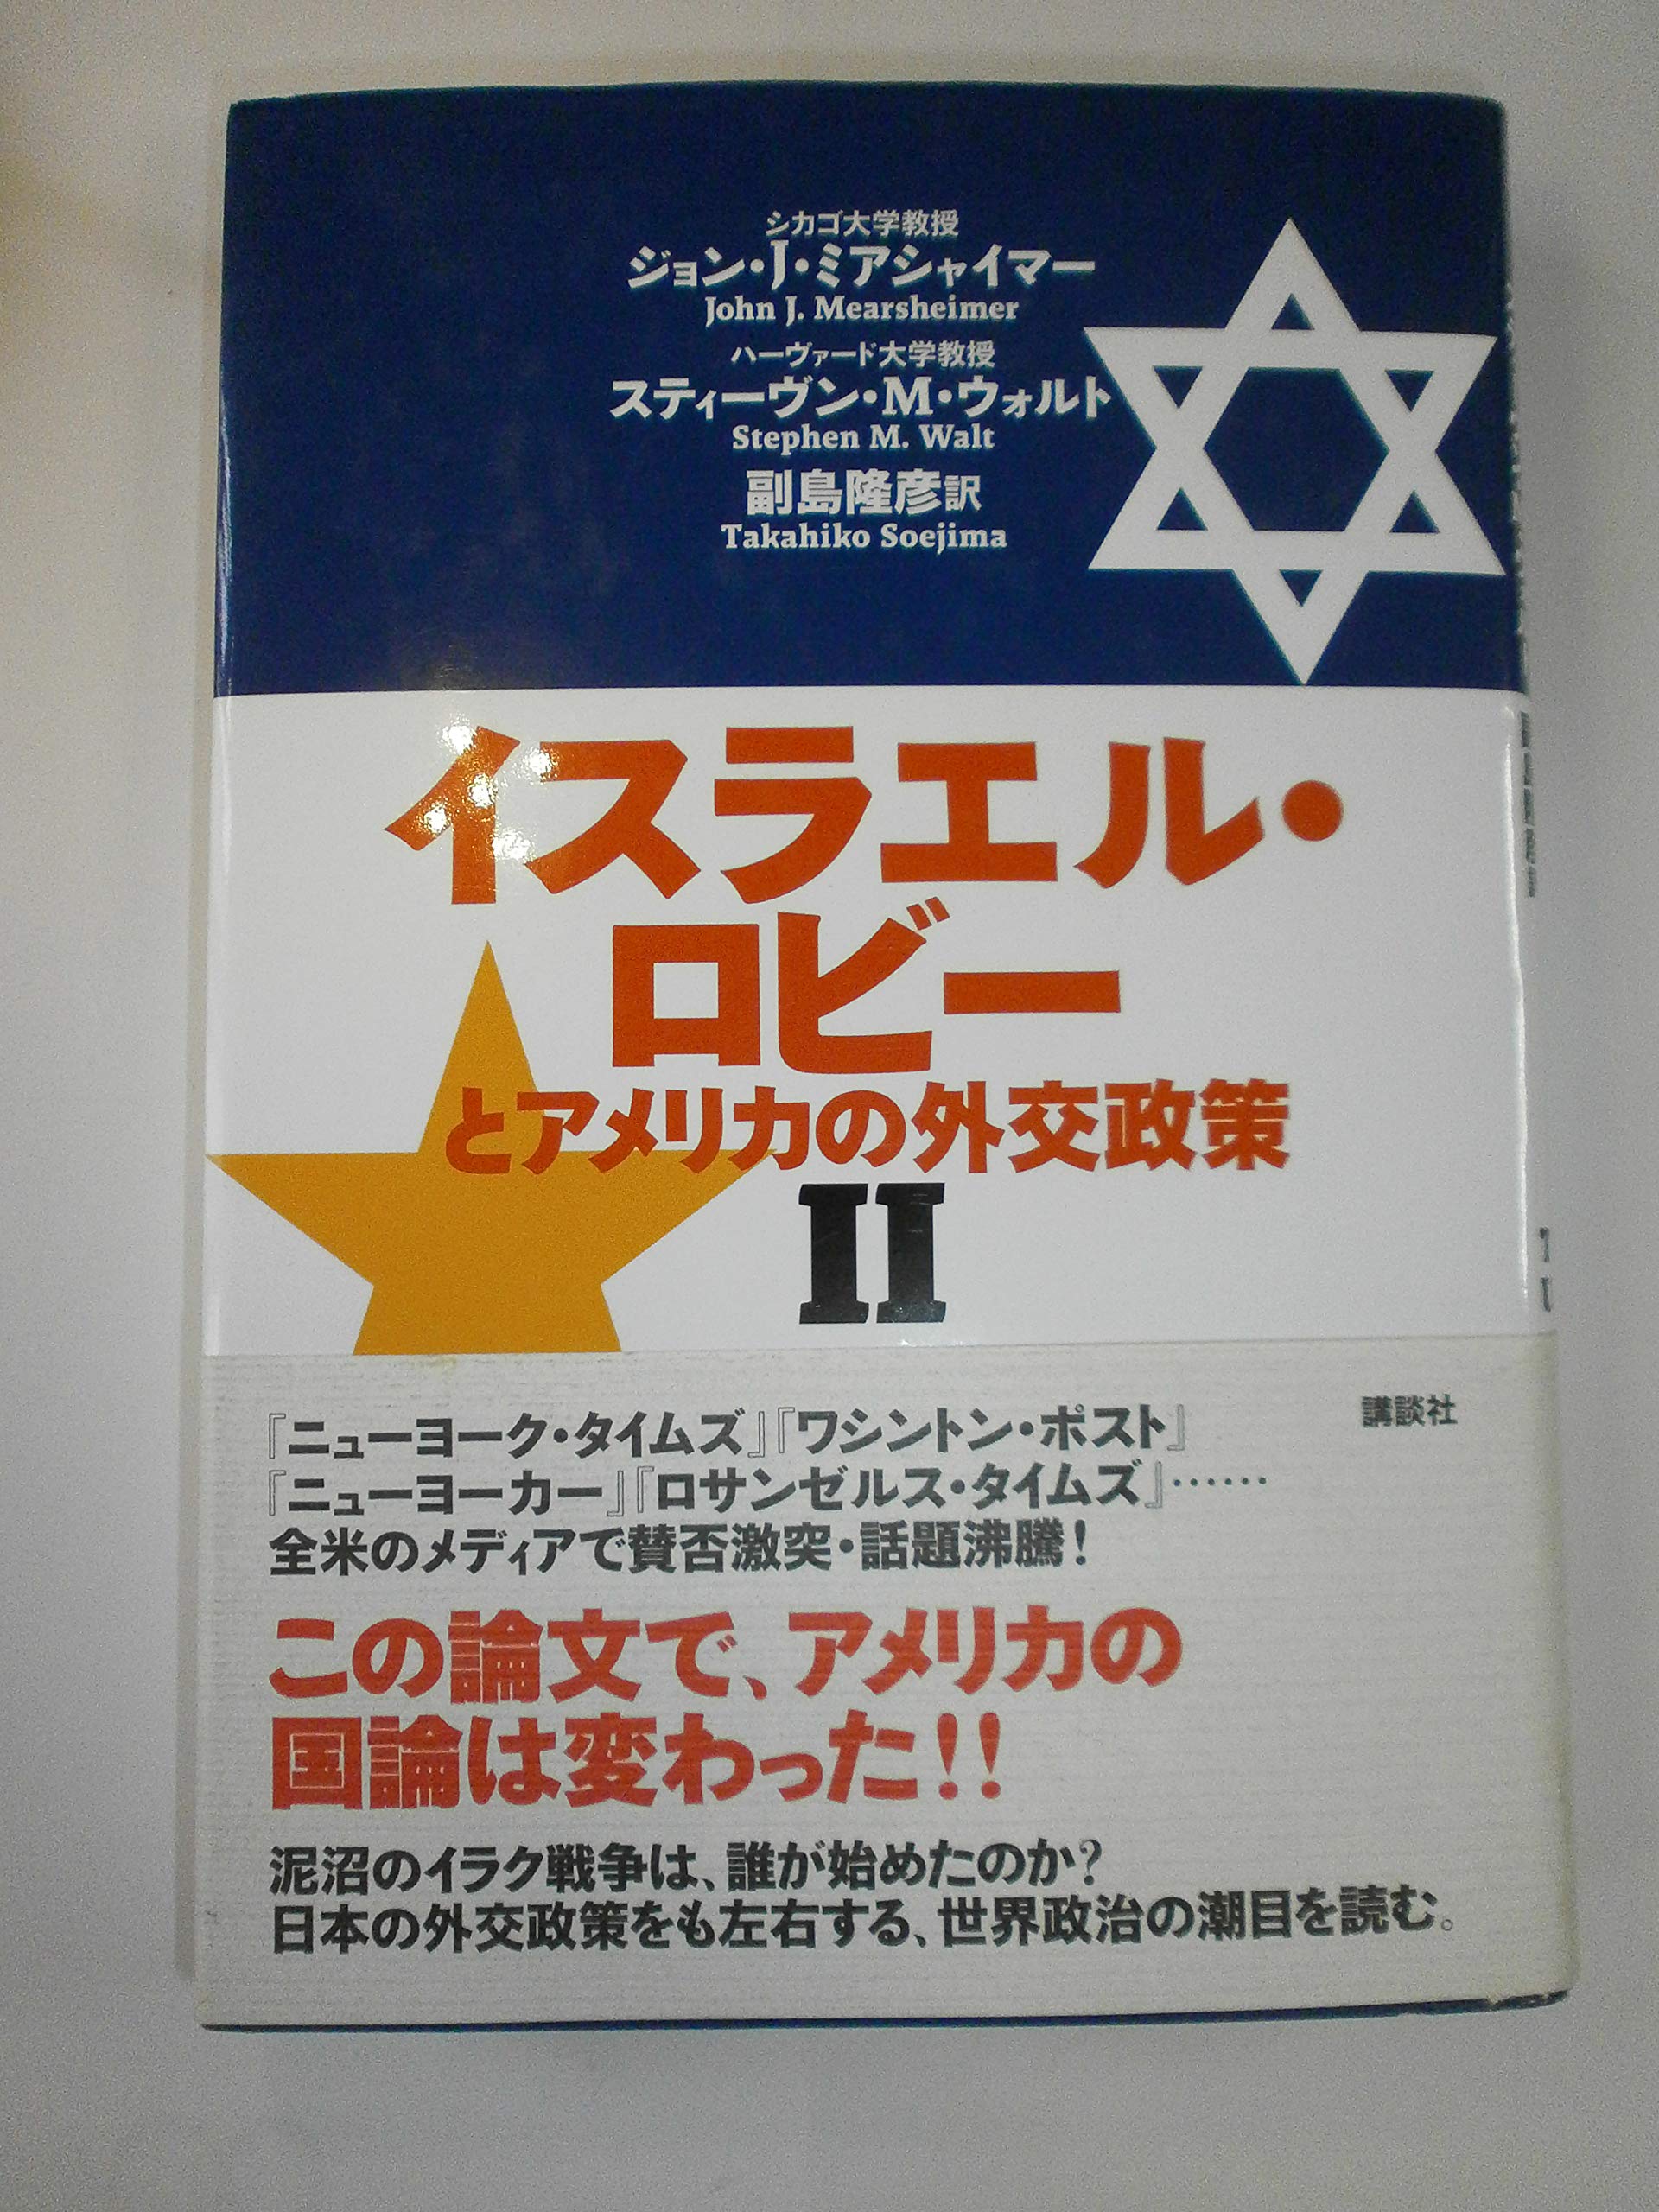 シカゴ大学教授
ジョン・J・ミアシャイマー
John J. Mearsheimer
ハーヴァード大学教授
スティーヴン・M・ウォルト
Stephen M. Walt
副島隆彦訳
Takahiko Soejima
イスラエル・
ロビー
とアメリカの外交政策
II
講談社
『ニューヨーク・タイムズ』『ワシントン・ポスト』
『ニューヨーカー』『ロサンゼルス・タイムズ』……
全米のメディアで賛否激突・話題沸騰！
この論文で、アメリカの
国論は変わった！！
泥沼のイラク戦争は、誰が始めたのか？
日本の外交政策をも左右する、世界政治の潮目を読む。